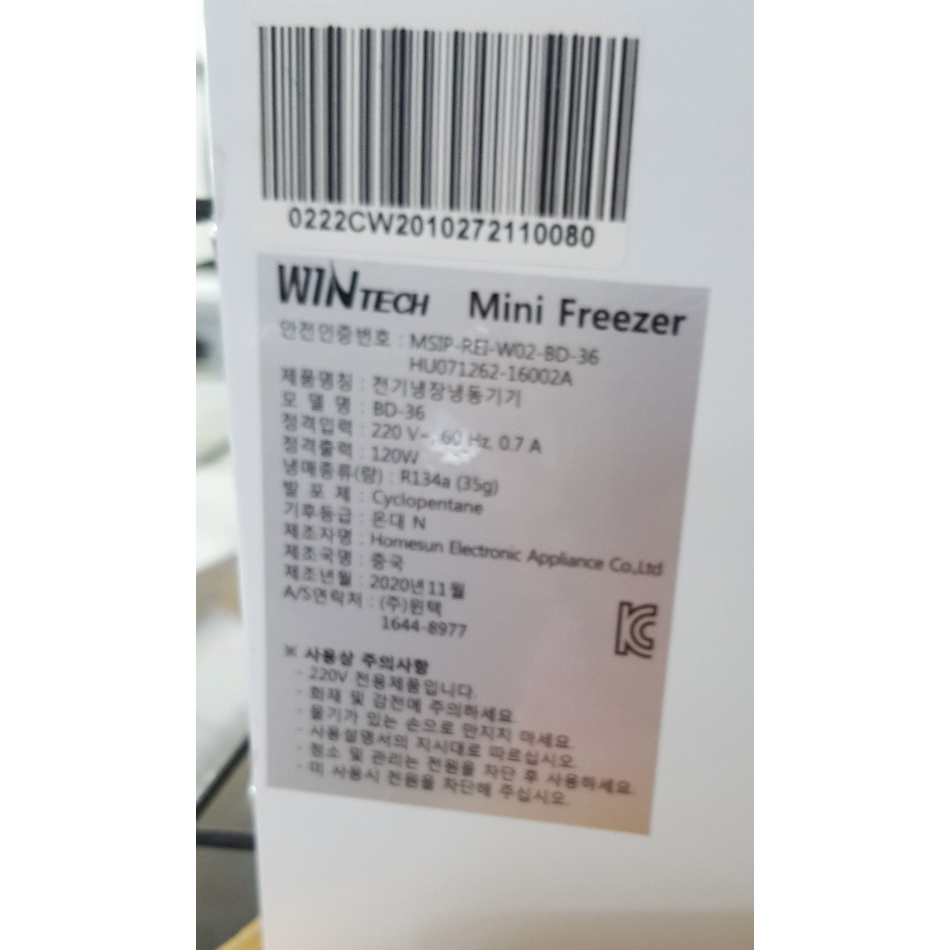 0222CW2010272110080
WINTECH Mini Freezer
안전인증번호 : MSIP-REI-W02-BD-36
HU071262-16002A
제품명칭 : 전기냉장냉동기기
모 델 명 : BD-36
정격입력 : 220 V~, 60 Hz, 0.7 A
정격출력 : 120W
냉매종류(량) : R134a (35g)
발 포 제 : Cyclopentane
기후등급 : 온대 N
제조자명 : Homesun Electronic Appliance Co.,Ltd
제조국명 : 중국
제조년월 : 2020년 11월
A/S연락처 : (주)윈텍
1644-8977
※ 사용상 주의사항
- 220V 전용제품입니다.
- 화재 및 감전에 주의하세요.
- 물기가 있는 손으로 만지지 마세요.
- 사용설명서의 지시대로 따르십시오.
- 청소 및 관리는 전원을 차단 후 사용하세요.
- 미 사용시 전원을 차단해 주십시오.